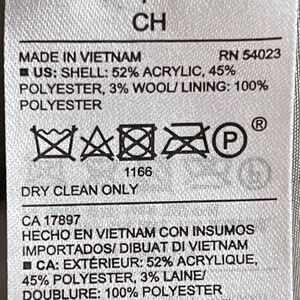 CH
MADE IN VIETNAM RN 54023
■ US: SHELL: 52% ACRYLIC, 45%
POLYESTER, 3% WOOL/ LINING: 100%
POLYESTER
P ®
1166
DRY CLEAN ONLY
CA 17897
HECHO EN VIETNAM CON INSUMOS
IMPORTADOS/ DIBUAT DI VIETNAM
■ CA: EXTÉRIEUR: 52% ACRYLIQUE,
45% POLYESTER, 3% LAINE/
DOUBLURE: 100% POLYESTER